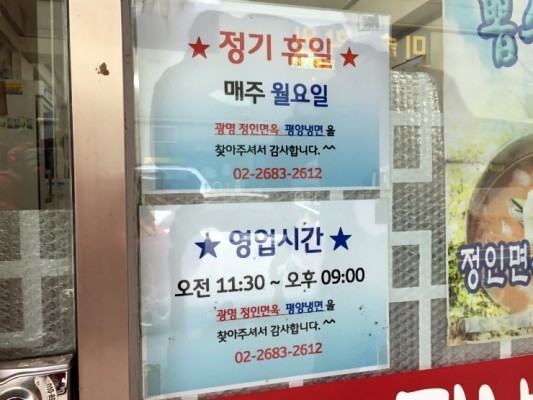 ★ 정기 휴일 ★
매주 월요일
광명 정인면옥 평양냉면을
찾아주셔서 감사합니다. ^^
02-2683-2612
★ 영업시간 ★
오전 11:30 ~ 오후 09:00
광명 정인면옥 평양냉면을
찾아주셔서 감사합니다. ^^
02-2683-2612
정인면